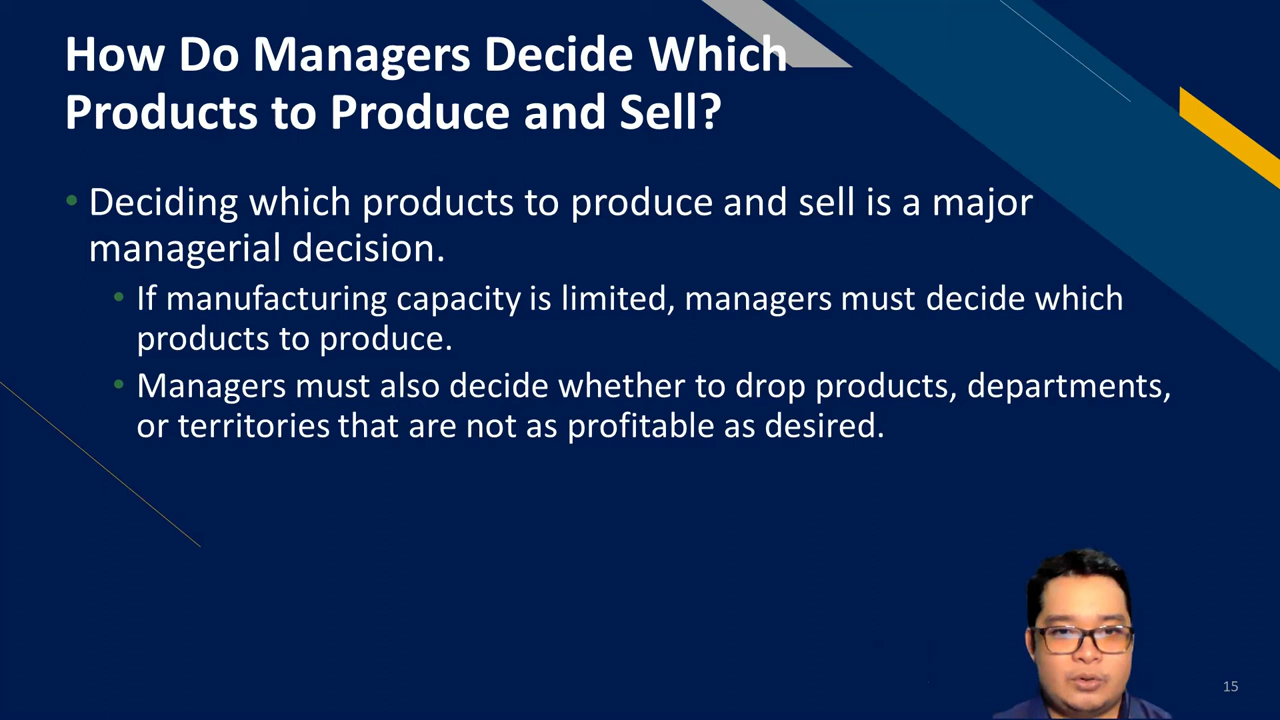 How Do Managers Decide Which
Products to Produce and Sell?
• Deciding which products to produce and sell is a major
managerial decision.
• If manufacturing capacity is limited, managers must decide which
products to produce.
• Managers must also decide whether to drop products, departments,
or territories that are not as profitable as desired.
15